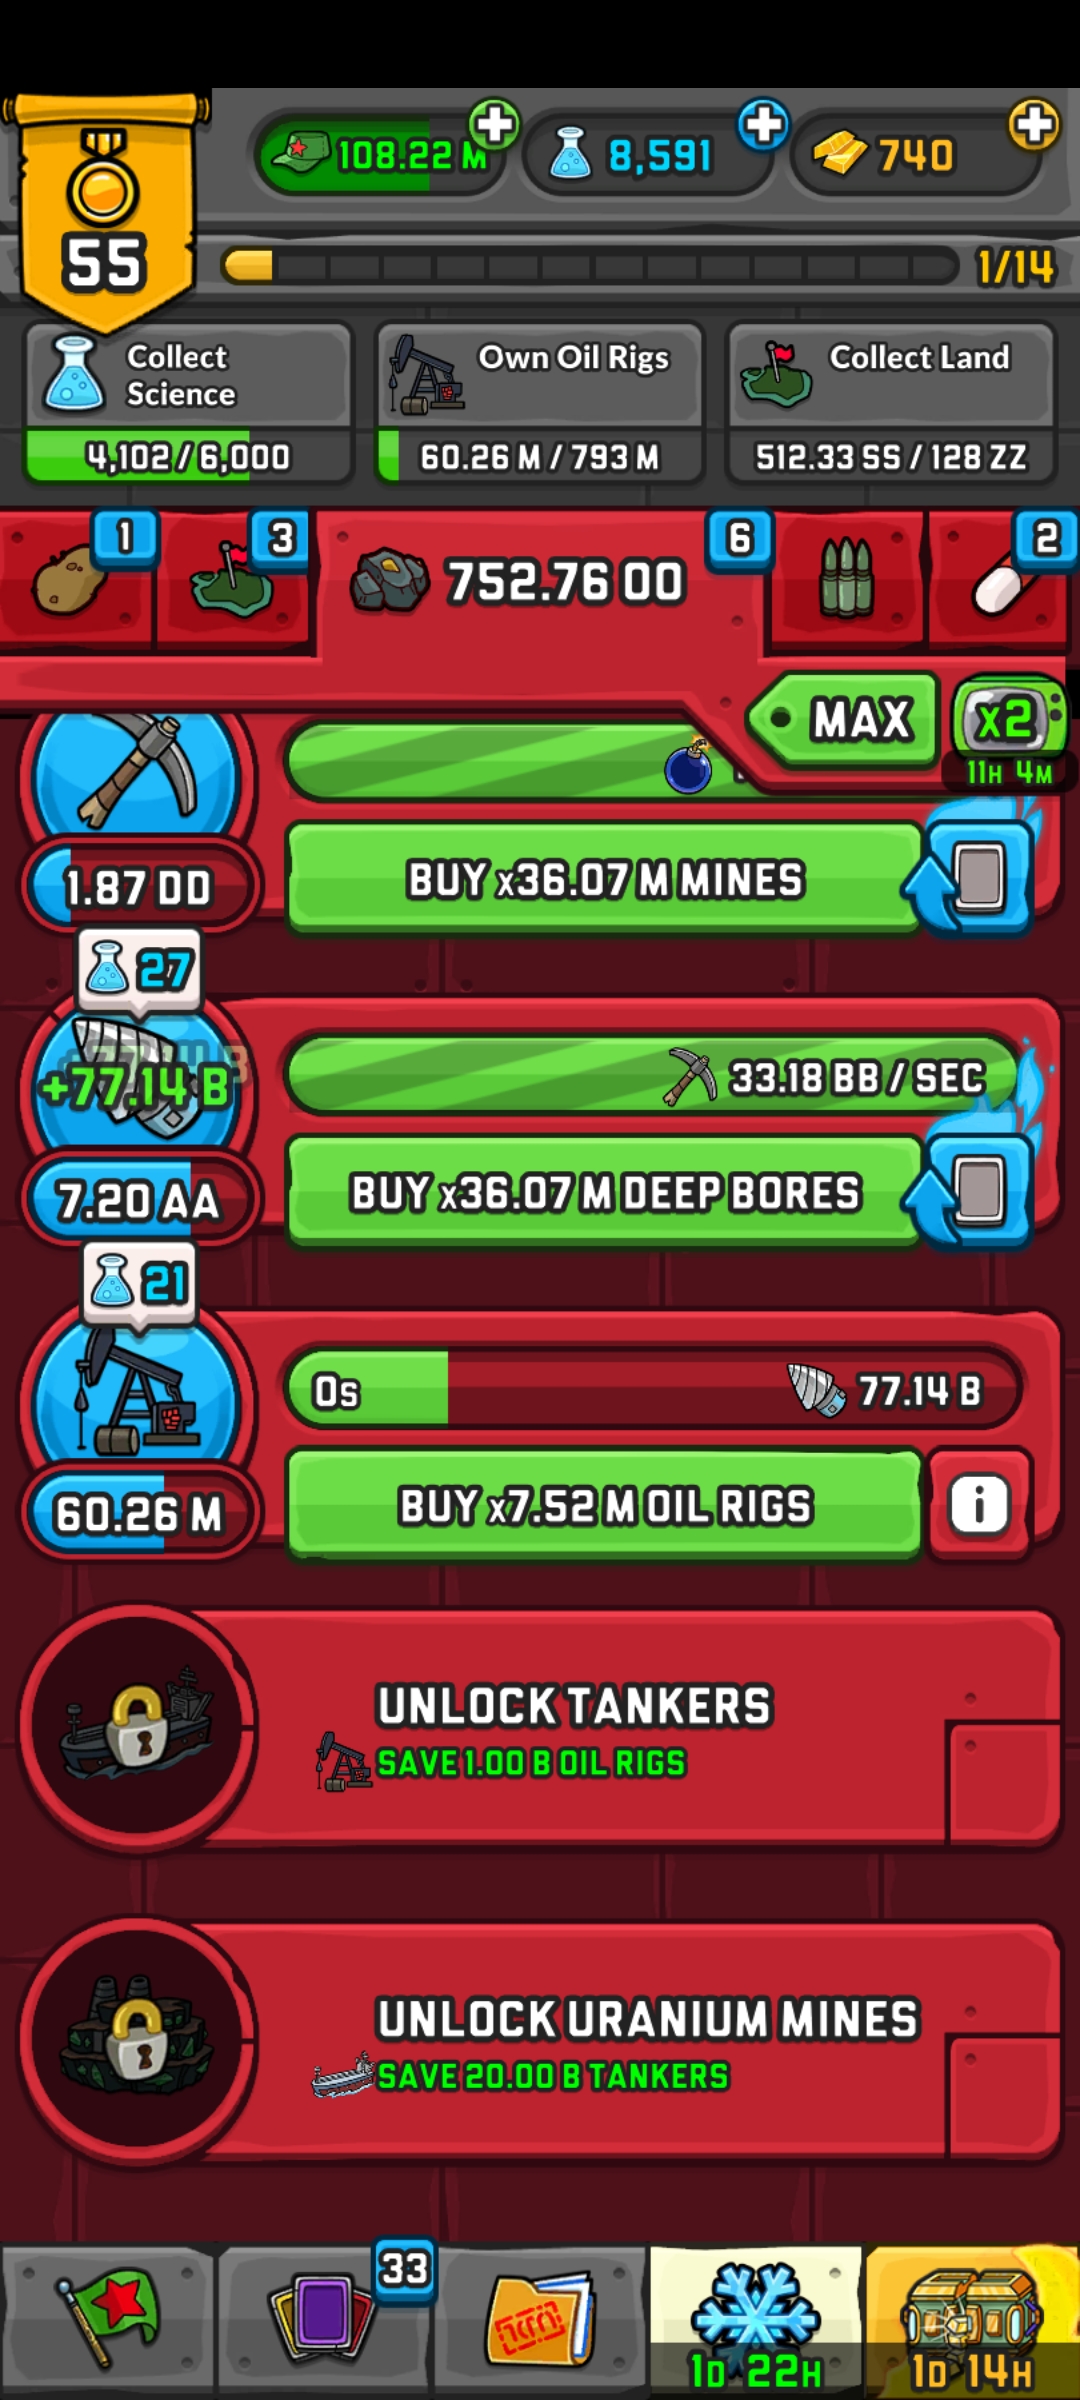 108.22 M
8,591
740
55
1/14
Collect Science
4,102 / 6,000
Own Oil Rigs
60.26 M / 793 M
Collect Land
512.33 SS / 128 ZZ
1
3
752.76 OO
6
2
MAX
x2
11H 4M
1.87 DD
BUY x36.07 M MINES
27
+77.14 B
33.18 BB / SEC
7.20 AA
BUY x36.07 M DEEP BORES
21
0s
77.14 B
60.26 M
BUY x7.52 M OIL RIGS
i
UNLOCK TANKERS
SAVE 1.00 B OIL RIGS
UNLOCK URANIUM MINES
SAVE 20.00 B TANKERS
33
1D 22H
1D 14H